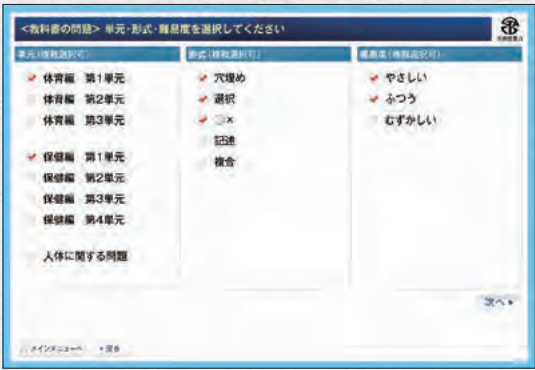 <教科書の問題> 単元・形式・難易度を選択してください
単元(複数選択可)
体育編 第1単元
体育編 第2単元
体育編 第3単元
保健編 第1単元
保健編 第2単元
保健編 第3単元
保健編 第4単元
人体に関する問題
形式(複数選択可)
穴埋め
選択
○×
記述
複合
難易度(複数選択可)
やさしい
ふつう
むずかしい
次へ
メインメニューへ ・戻る